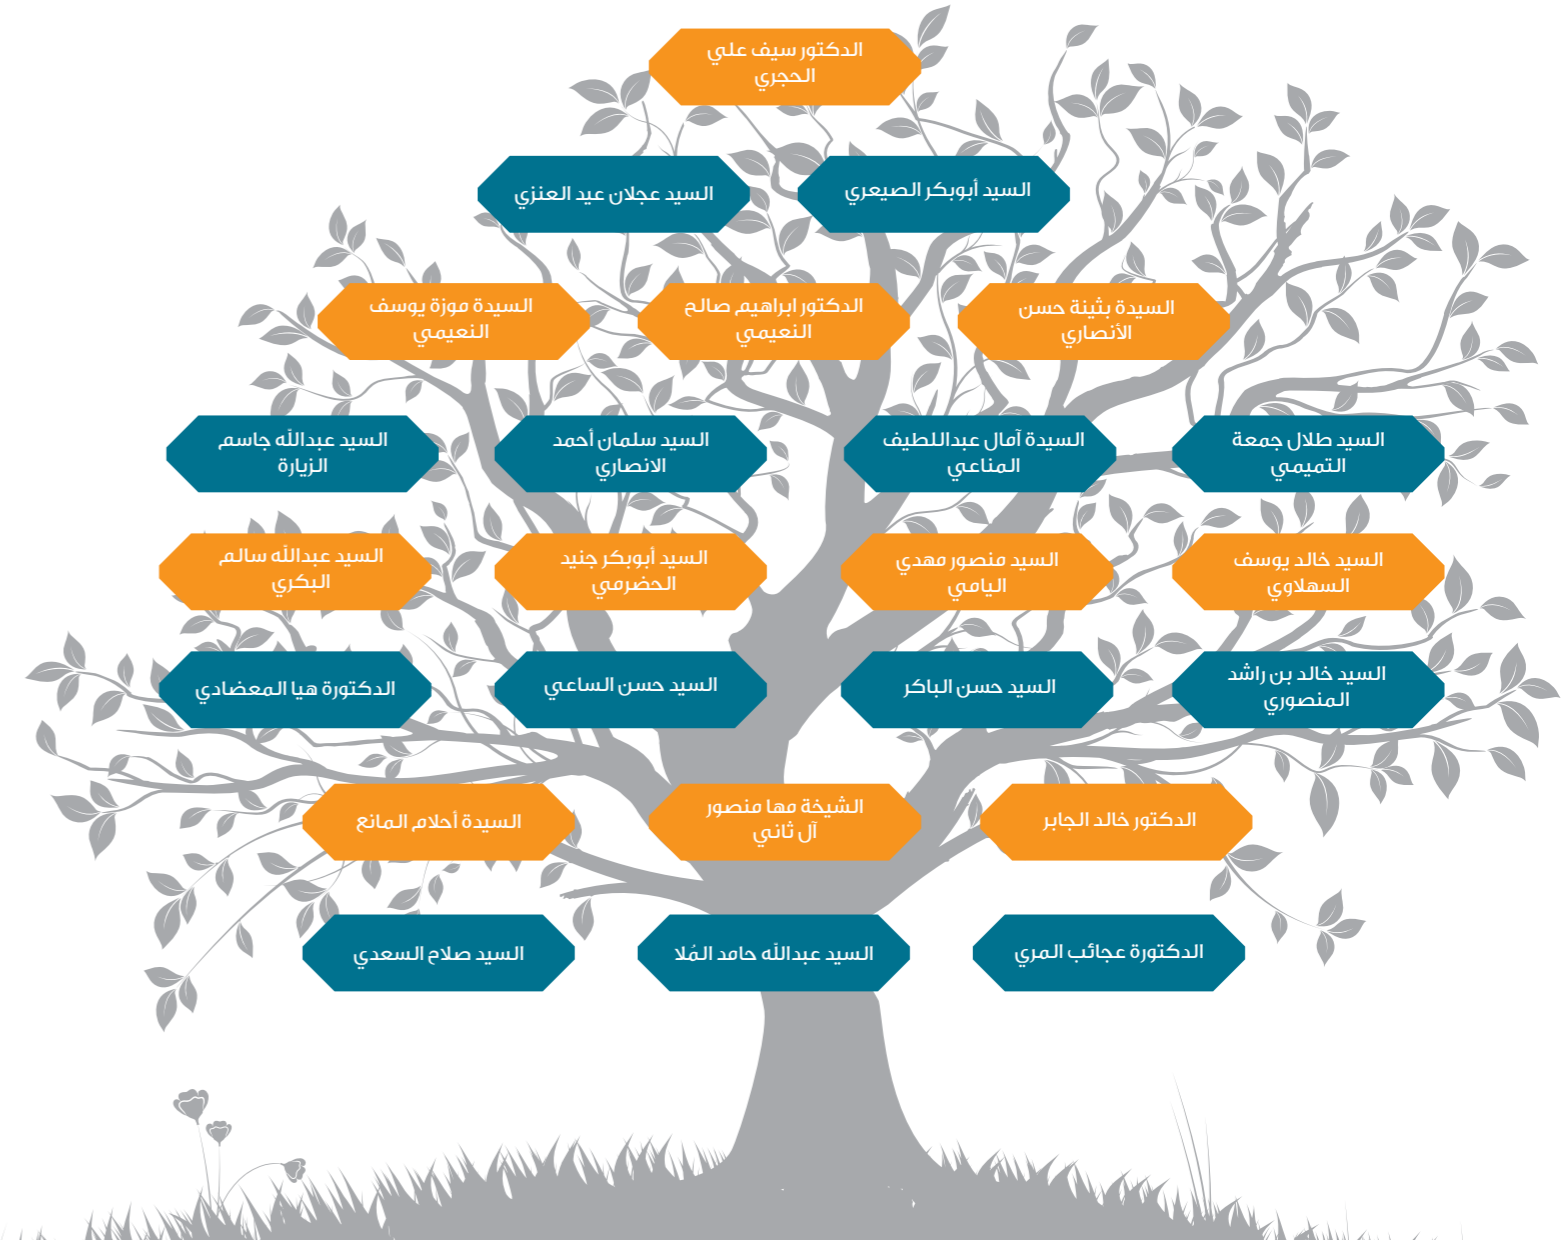 الدكتور سيف علي
الحجري
السيد أبوبكر الصيعري
السيد عجلان عيد العنزي
السيدة بثينة حسن
الأنصاري
الدكتور ابراهيم صالح
النعيمي
السيدة موزة يوسف
النعيمي
السيد طلال جمعة
التميمي
السيدة آمال عبداللطيف
المناعي
السيد سلمان أحمد
الانصاري
السيد عبدالله جاسم
الزيارة
السيد خالد يوسف
السهلاوي
السيد منصور مهدي
اليامي
السيد أبوبكر جنيد
الحضرمي
السيد عبدالله سالم
البكري
السيد خالد بن راشد
المنصوري
السيد حسن الباكر
السيد حسن الساعي
الدكتورة هيا المعضادي
الدكتور خالد الجابر
الشيخة مها منصور
آل ثاني
السيدة أحلام المانع
الدكتورة عجائب المري
السيد عبدالله حامد المُلا
السيد صلاح السعدي